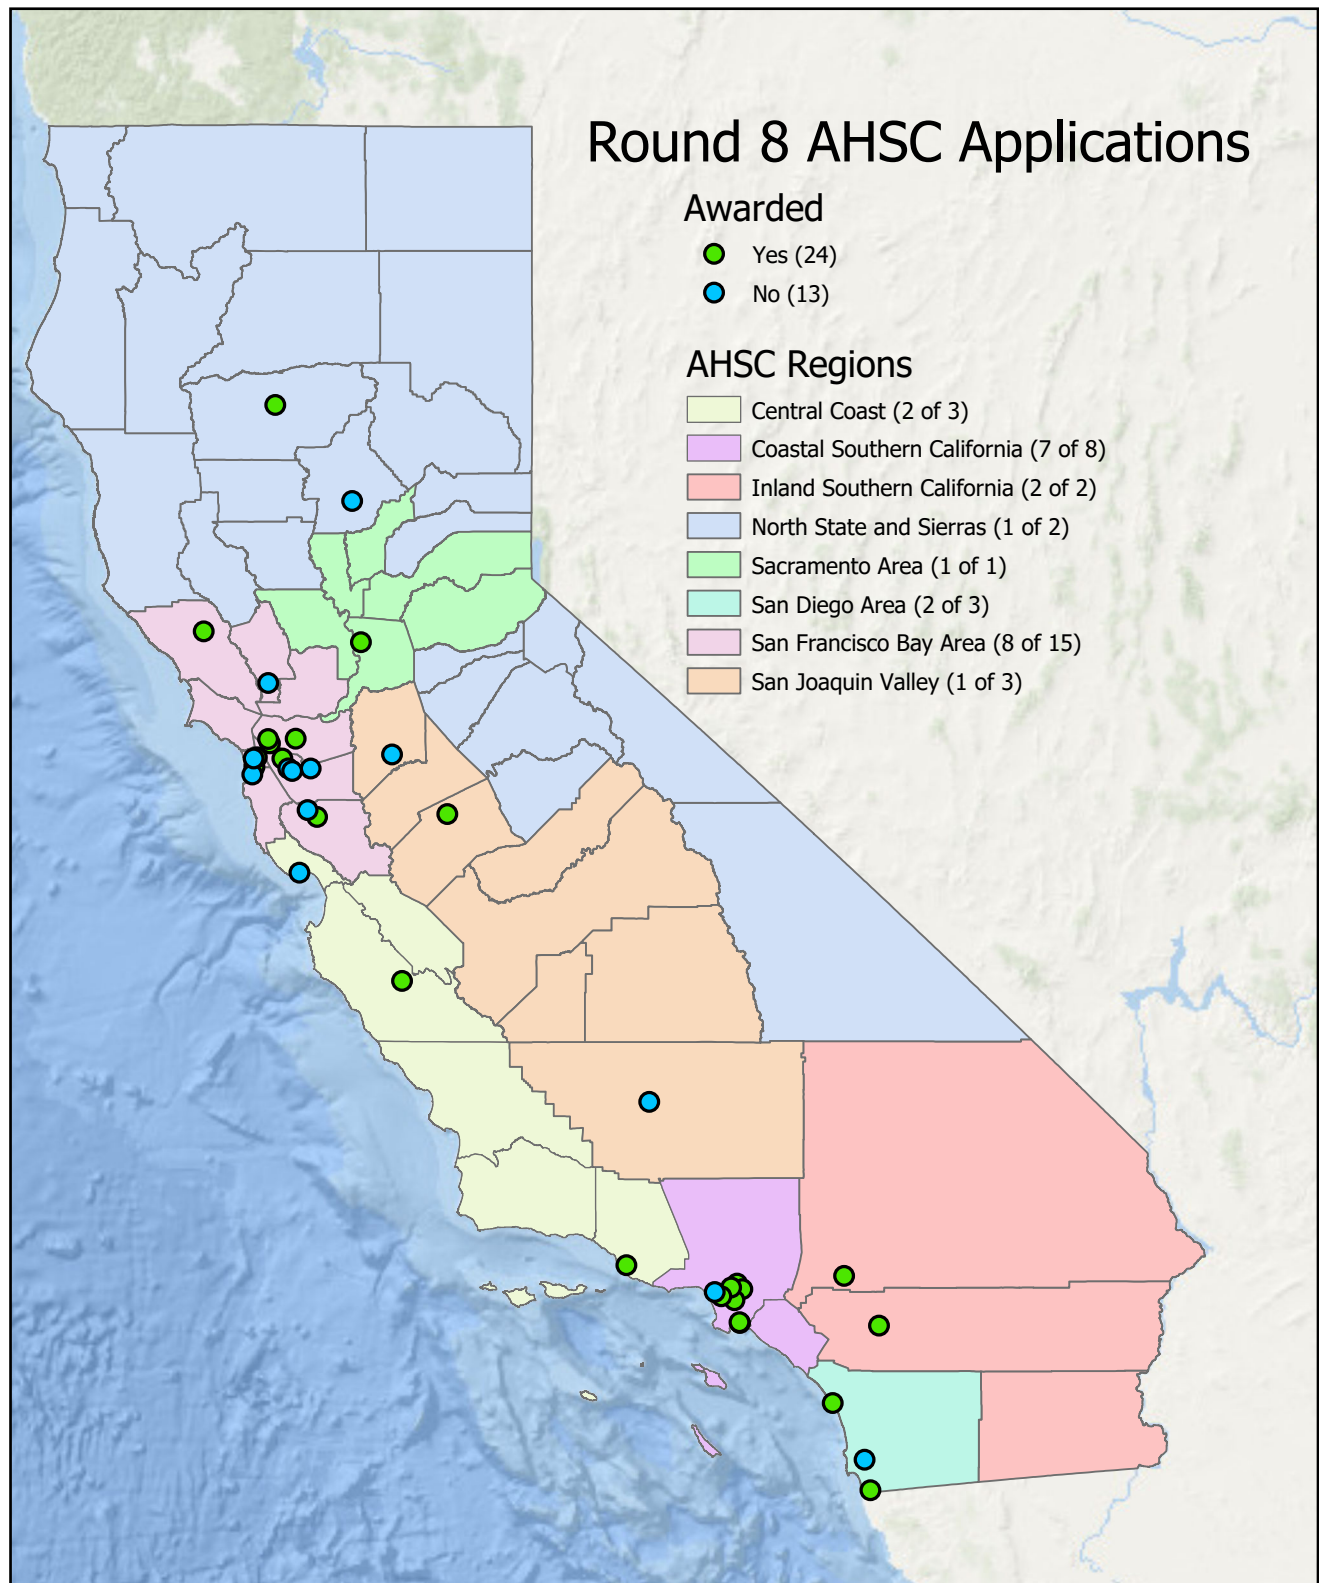 Round 8 AHSC Applications
Awarded
Yes (24)
No (13)
AHSC Regions
Central Coast (2 of 3)
Coastal Southern California (7 of 8)
Inland Southern California (2 of 2)
North State and Sierras (1 of 2)
Sacramento Area (1 of 1)
San Diego Area (2 of 3)
San Francisco Bay Area (8 of 15)
San Joaquin Valley (1 of 3)